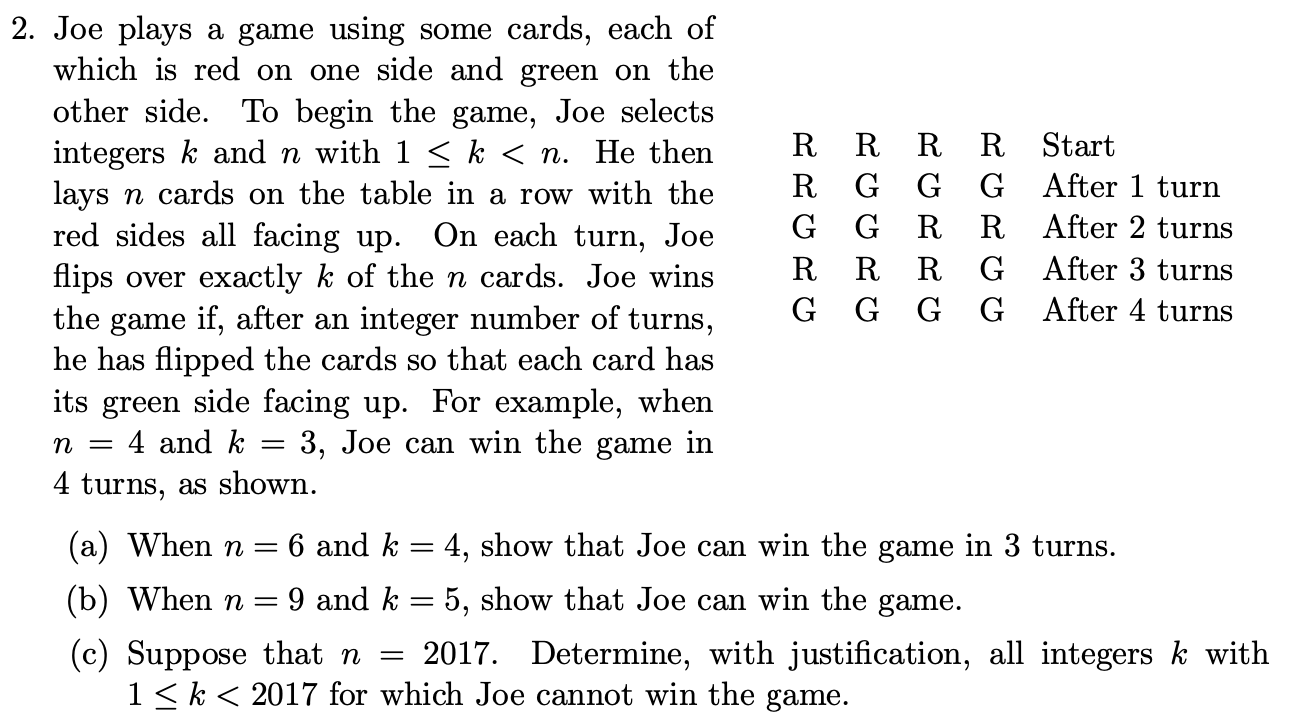 2. Joe plays a game using some cards, each of
which is red on one side and green on the
other side. To begin the game, Joe selects
integers k and n with 1 ≤ k < n. He then
lays n cards on the table in a row with the
red sides all facing up. On each turn, Joe
flips over exactly k of the n cards. Joe wins
the game if, after an integer number of turns,
he has flipped the cards so that each card has
its green side facing up. For example, when
n = 4 and k = 3, Joe can win the game in
4 turns, as shown.
R R R R Start
R G G G After 1 turn
G G R R After 2 turns
R R R G After 3 turns
G G G G After 4 turns
(a) When n = 6 and k = 4, show that Joe can win the game in 3 turns.
(b) When n = 9 and k = 5, show that Joe can win the game.
(c) Suppose that n = 2017. Determine, with justification, all integers k with
1 ≤ k < 2017 for which Joe cannot win the game.